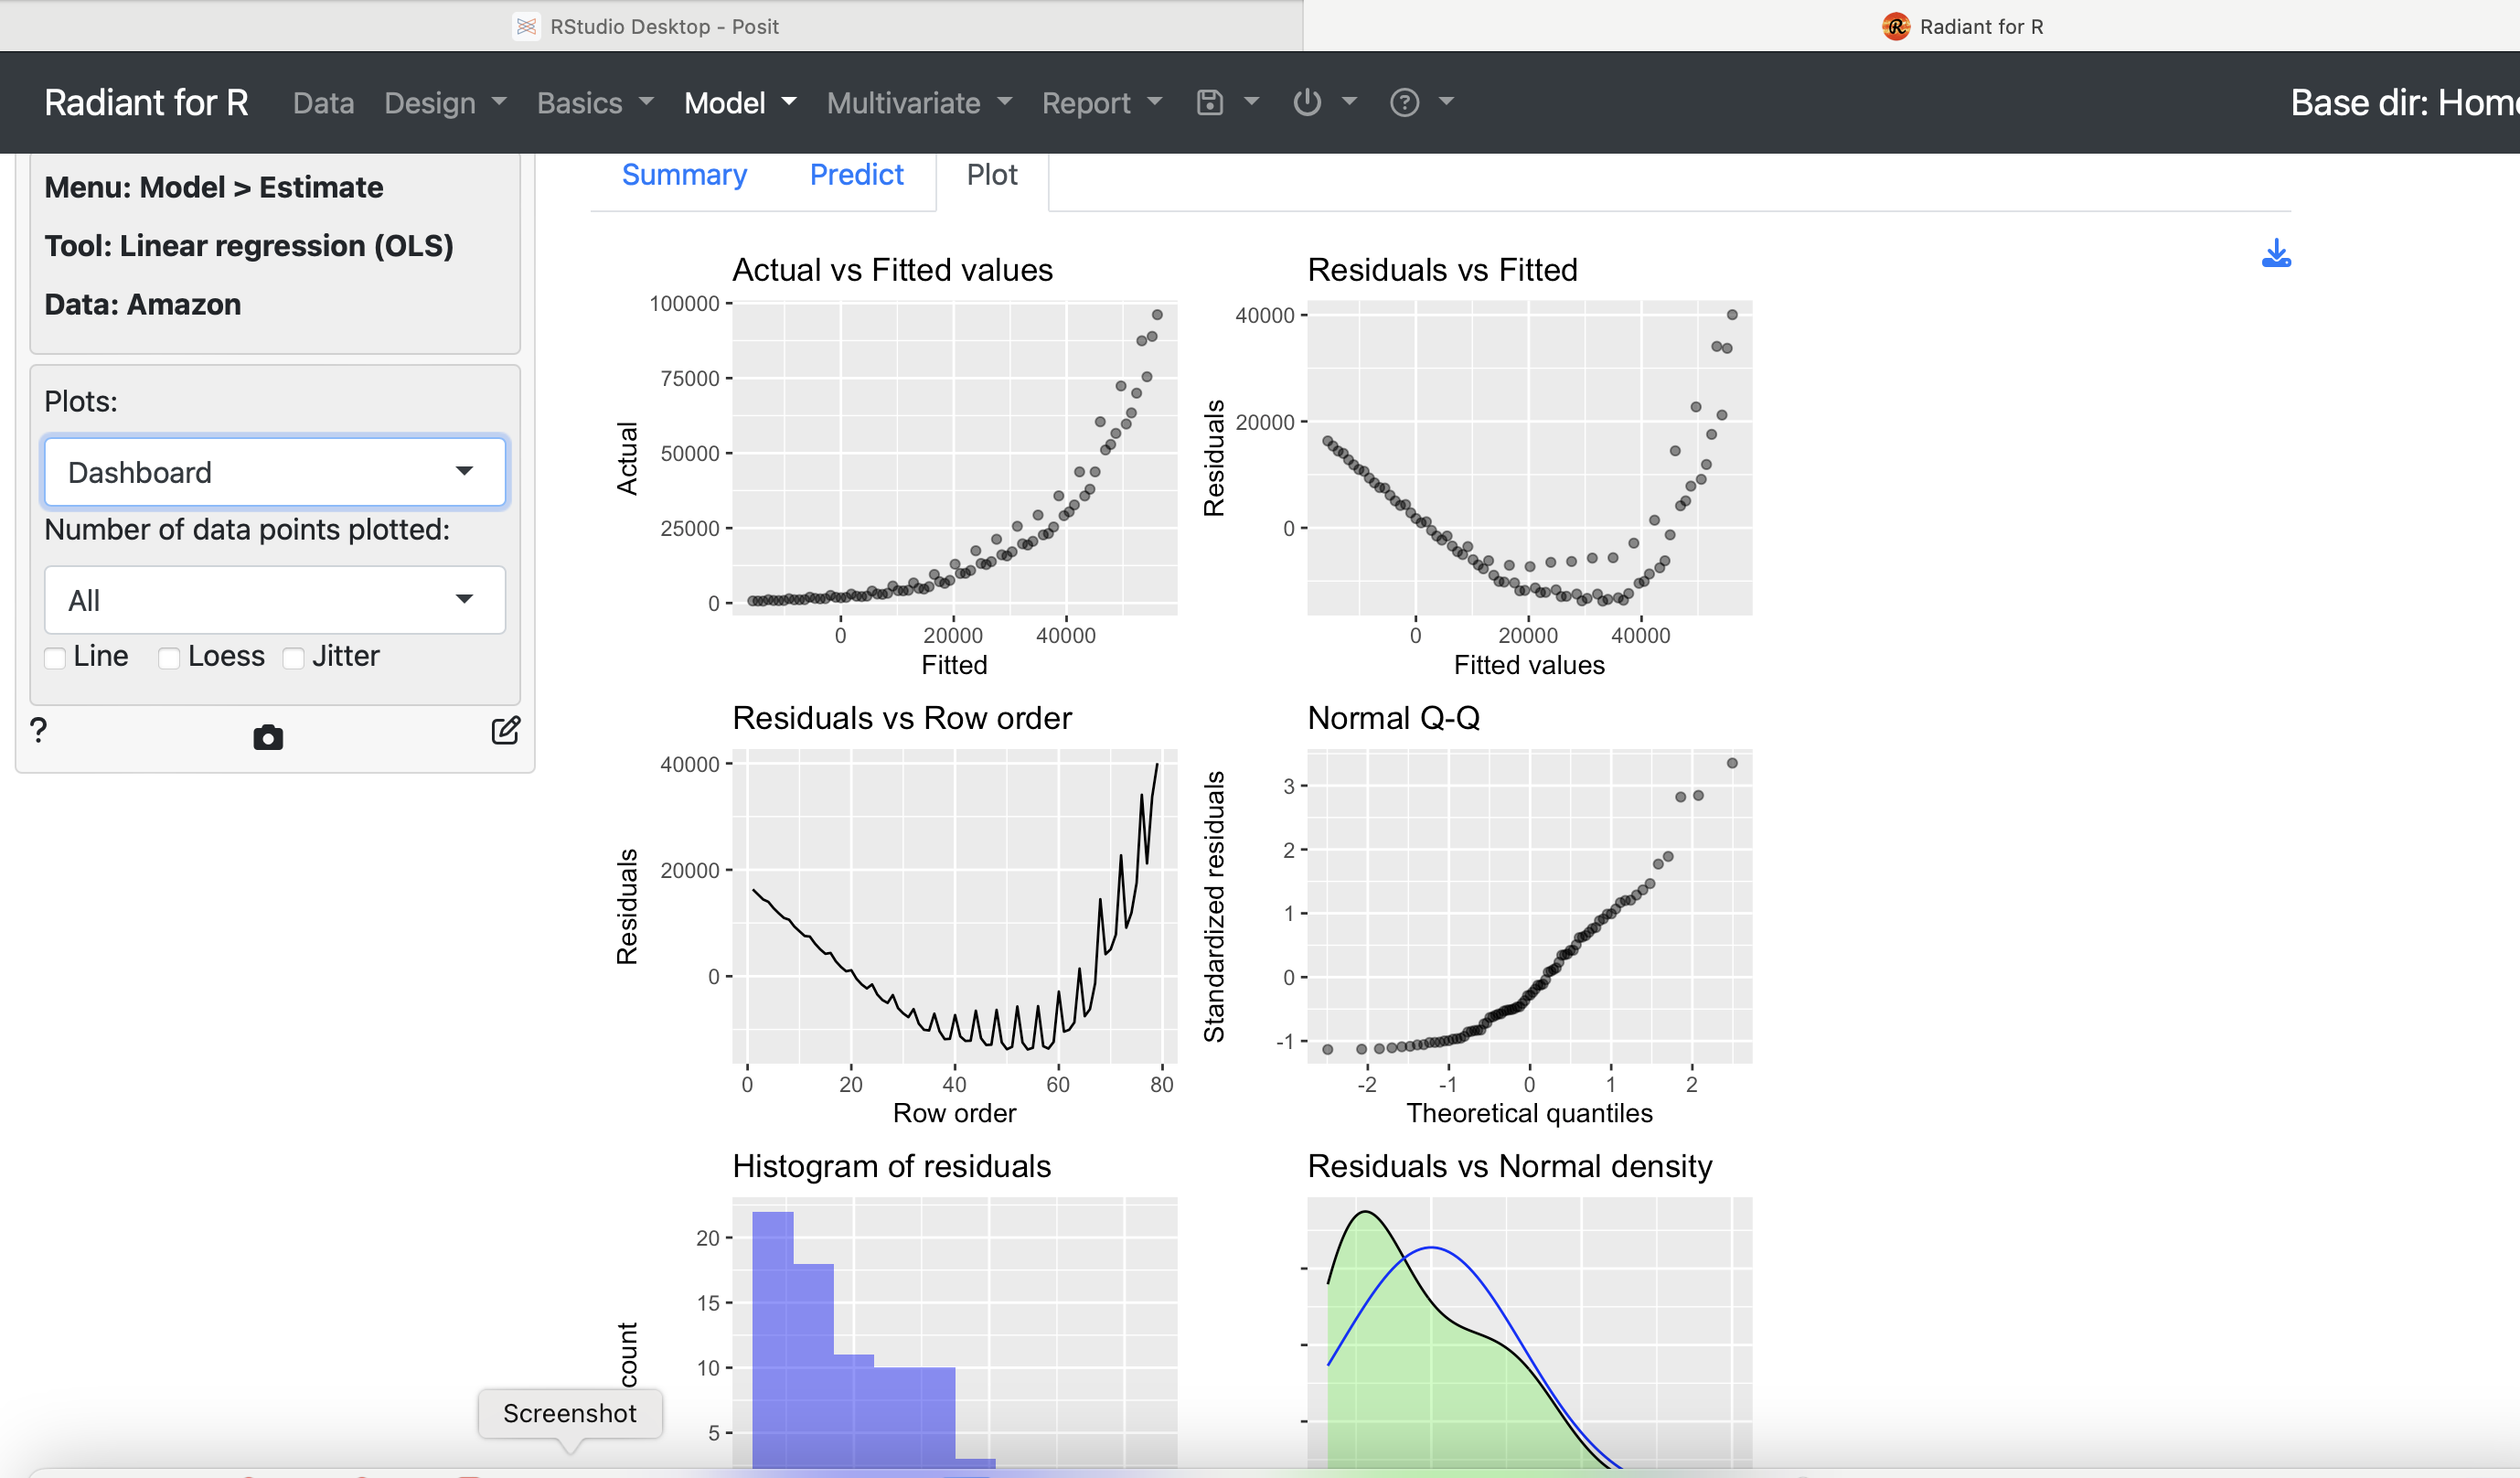 RStudio Desktop - Posit
Radiant for R
Radiant for R
Data
Design
Basics
Model
Multivariate
Report
?
Base dir: Home
Menu: Model > Estimate
Tool: Linear regression (OLS)
Data: Amazon
Plots:
Dashboard
Number of data points plotted:
All
Line
Loess
Jitter
?
Summary
Predict
Plot
Actual vs Fitted values
Actual
100000
75000
50000
25000
0
0
20000
40000
Fitted
Residuals vs Fitted
Residuals
40000
20000
0
0
20000
40000
Fitted values
Residuals vs Row order
Residuals
40000
20000
0
0
20
40
60
80
Row order
Normal Q-Q
Standardized residuals
3
2
1
0
-1
-2
-1
0
1
2
Theoretical quantiles
Histogram of residuals
count
20
15
10
5
Residuals vs Normal density
Screenshot